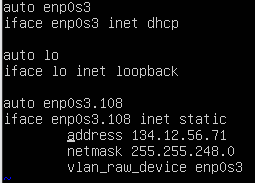 auto enp0s3
iface enp0s3 inet dhcp
auto lo
iface lo inet loopback
auto enp0s3.108
iface enp0s3.108 inet static
address 134.12.56.71
netmask 255.255.248.0
vlan_raw_device enp0s3